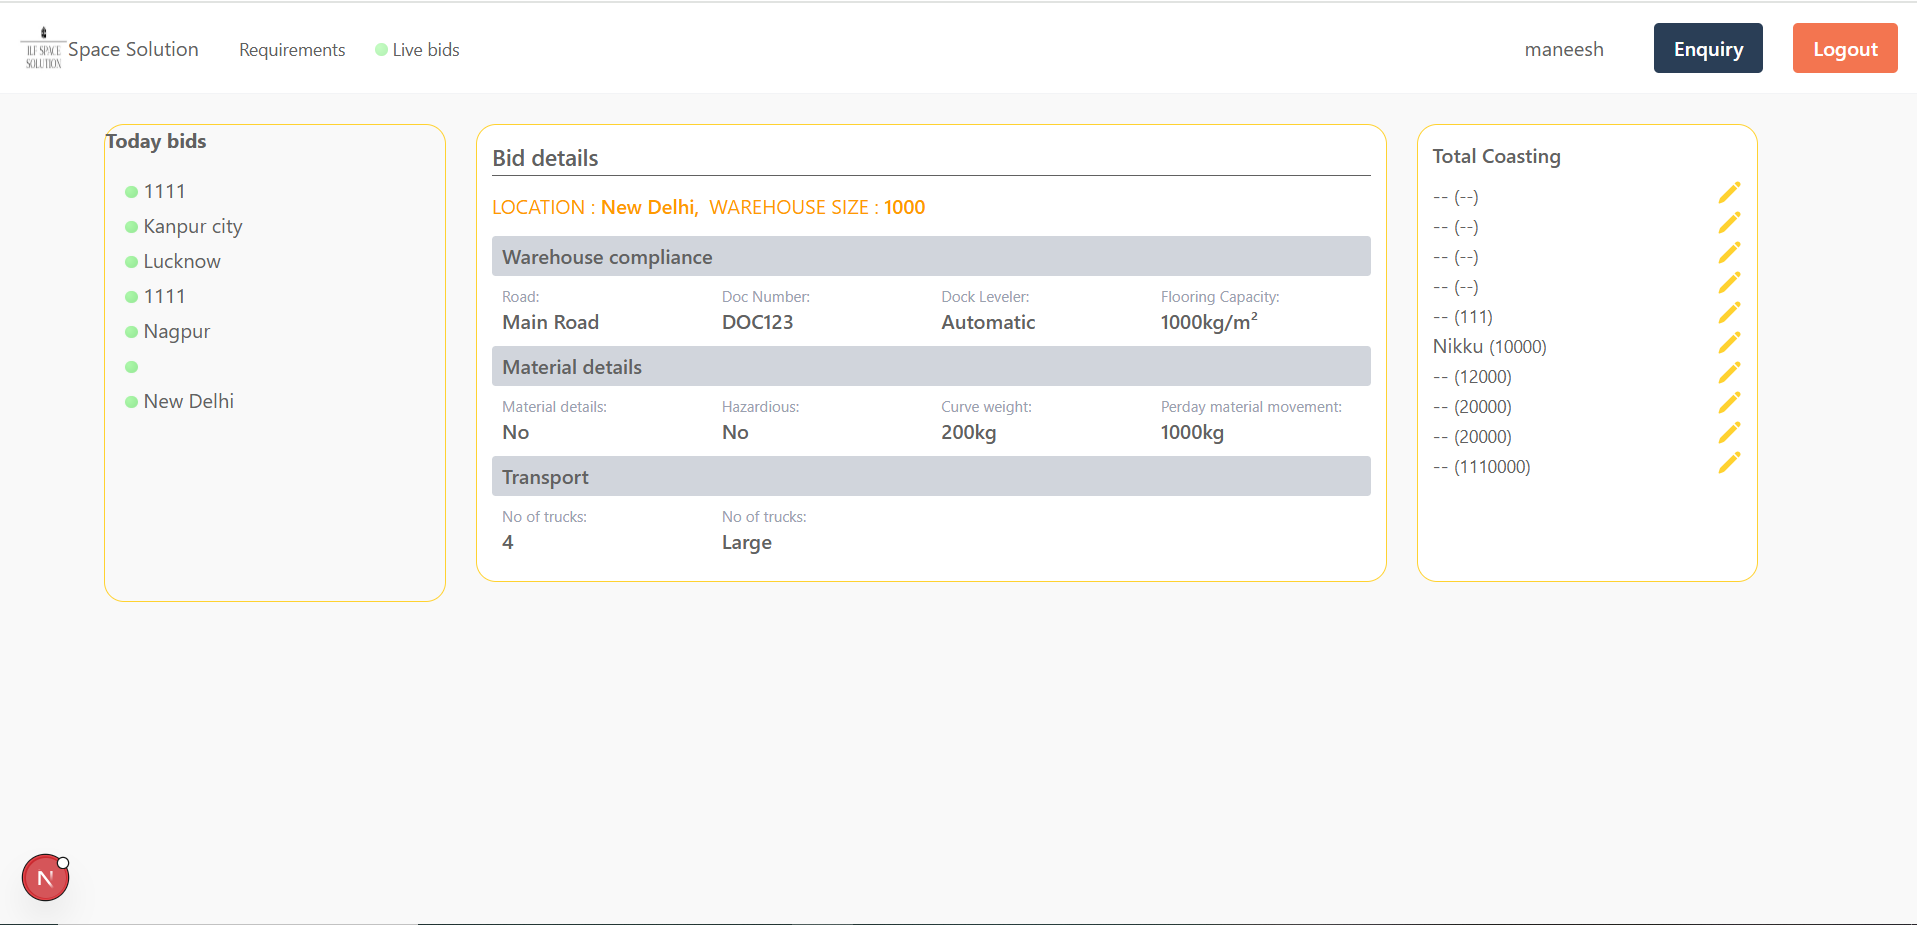 ILF SPACE
SOLUTION
Space Solution
Requirements
Live bids
maneesh
Enquiry
Logout
Today bids
1111
Kanpur city
Lucknow
1111
Nagpur
New Delhi
Bid details
LOCATION : New Delhi, WAREHOUSE SIZE : 1000
Warehouse compliance
Road: Doc Number: Dock Leveler: Flooring Capacity:
Main Road DOC123 Automatic 1000kg/m²
Material details
Material details: Hazardious: Curve weight: Perday material movement:
No No 200kg 1000kg
Transport
No of trucks: No of trucks:
4 Large
Total Coasting
-- (--)
-- (--)
-- (--)
-- (--)
-- (111)
Nikku (10000)
-- (12000)
-- (20000)
-- (20000)
-- (1110000)
N